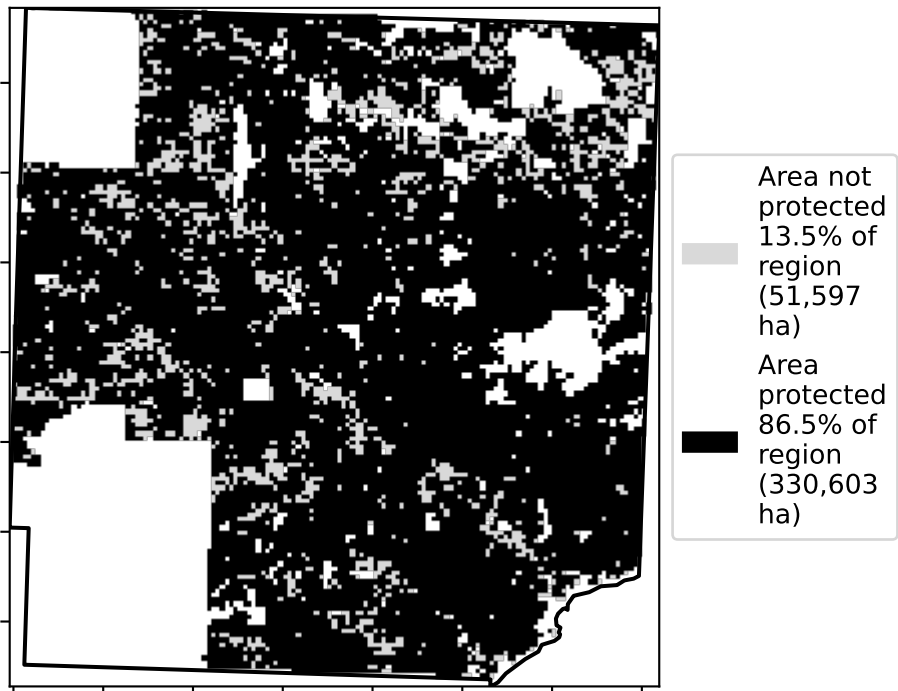 Area not
protected
13.5% of
region
(51,597
ha)
Area
protected
86.5% of
region
(330,603
ha)